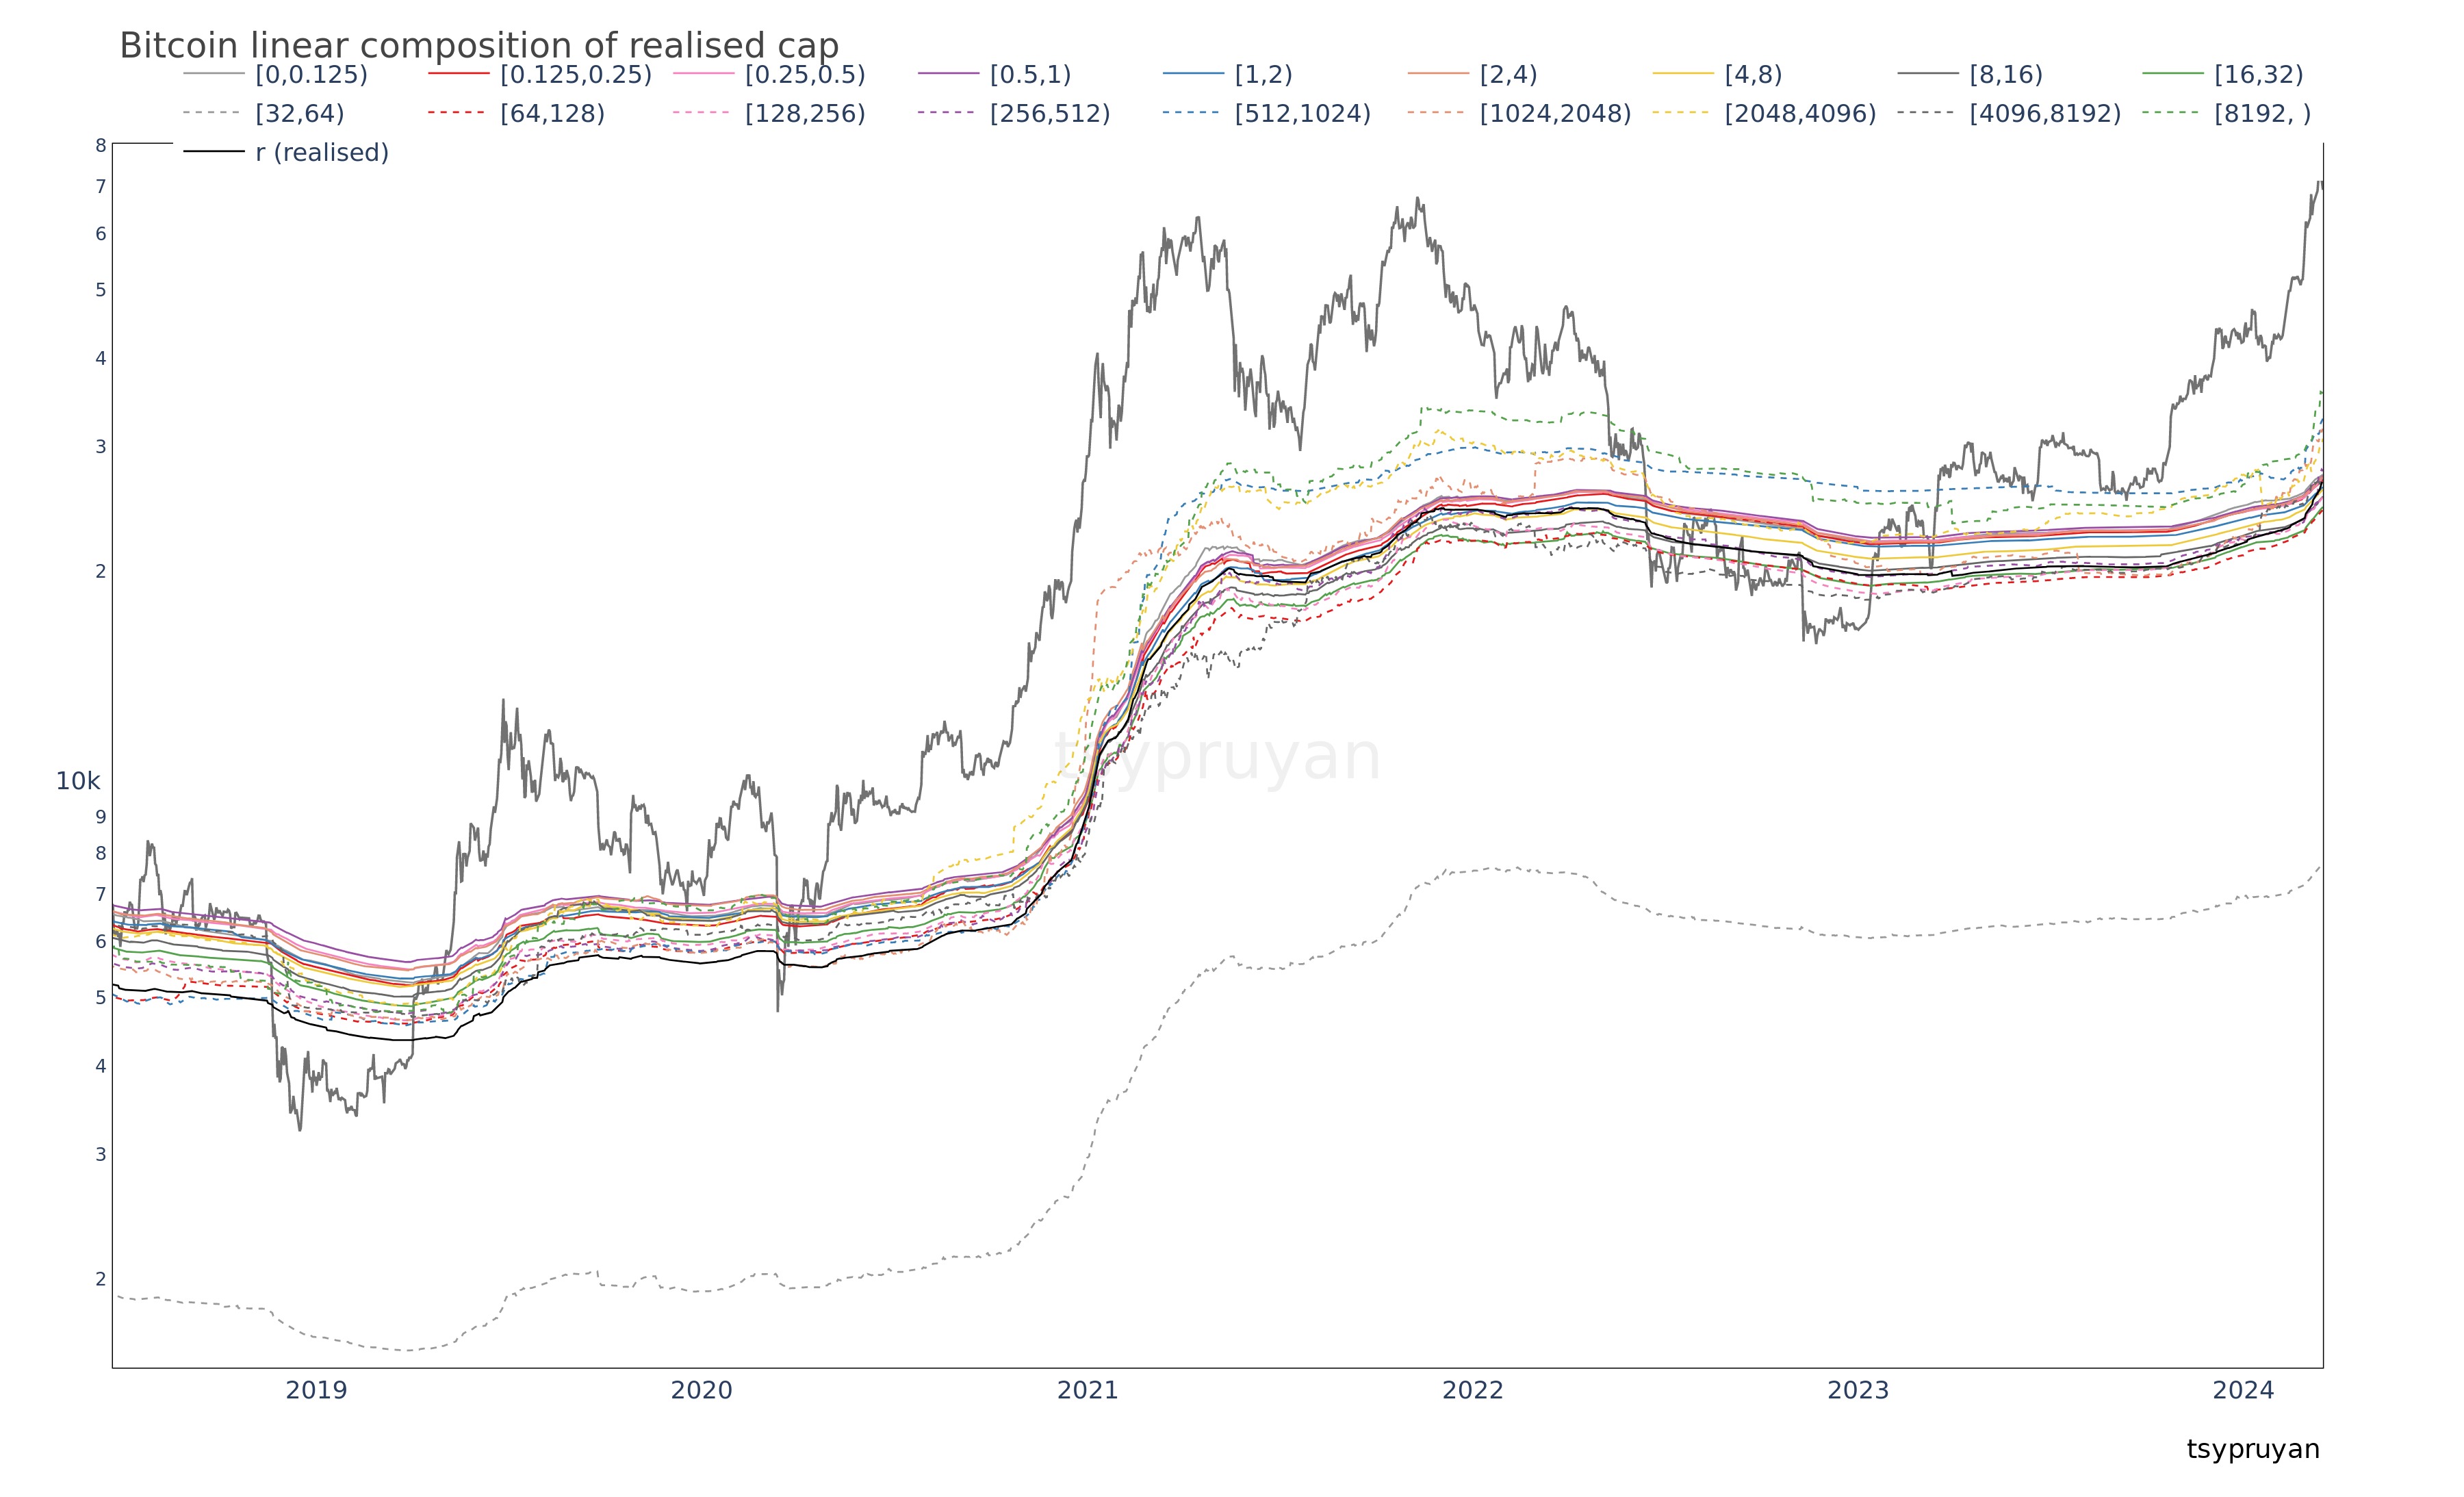 Bitcoin linear composition of realised cap
[0,0.125) [0.125,0.25) [0.25,0.5) [0.5,1) [1,2) [2,4) [4,8) [8,16) [16,32)
[32,64) [64,128) [128,256) [256,512) [512,1024) [1024,2048) [2048,4096) [4096,8192) [8192, )
r (realised)
8
7
6
5
4
3
2
10k
9
8
7
6
5
4
3
2
tsypruyan
2019 2020 2021 2022 2023 2024
tsypruyan